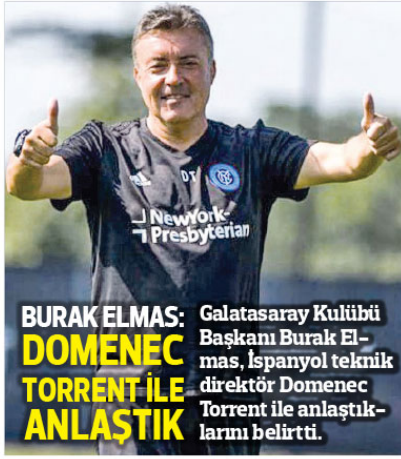 DT
NewYork-
Presbyterian
BURAK ELMAS:
DOMENEC
TORRENT İLE
ANLAŞTIK
Galatasaray Kulübü
Başkanı Burak El-
mas, İspanyol teknik
direktör Domenec
Torrent ile anlaştık-
larını belirtti.